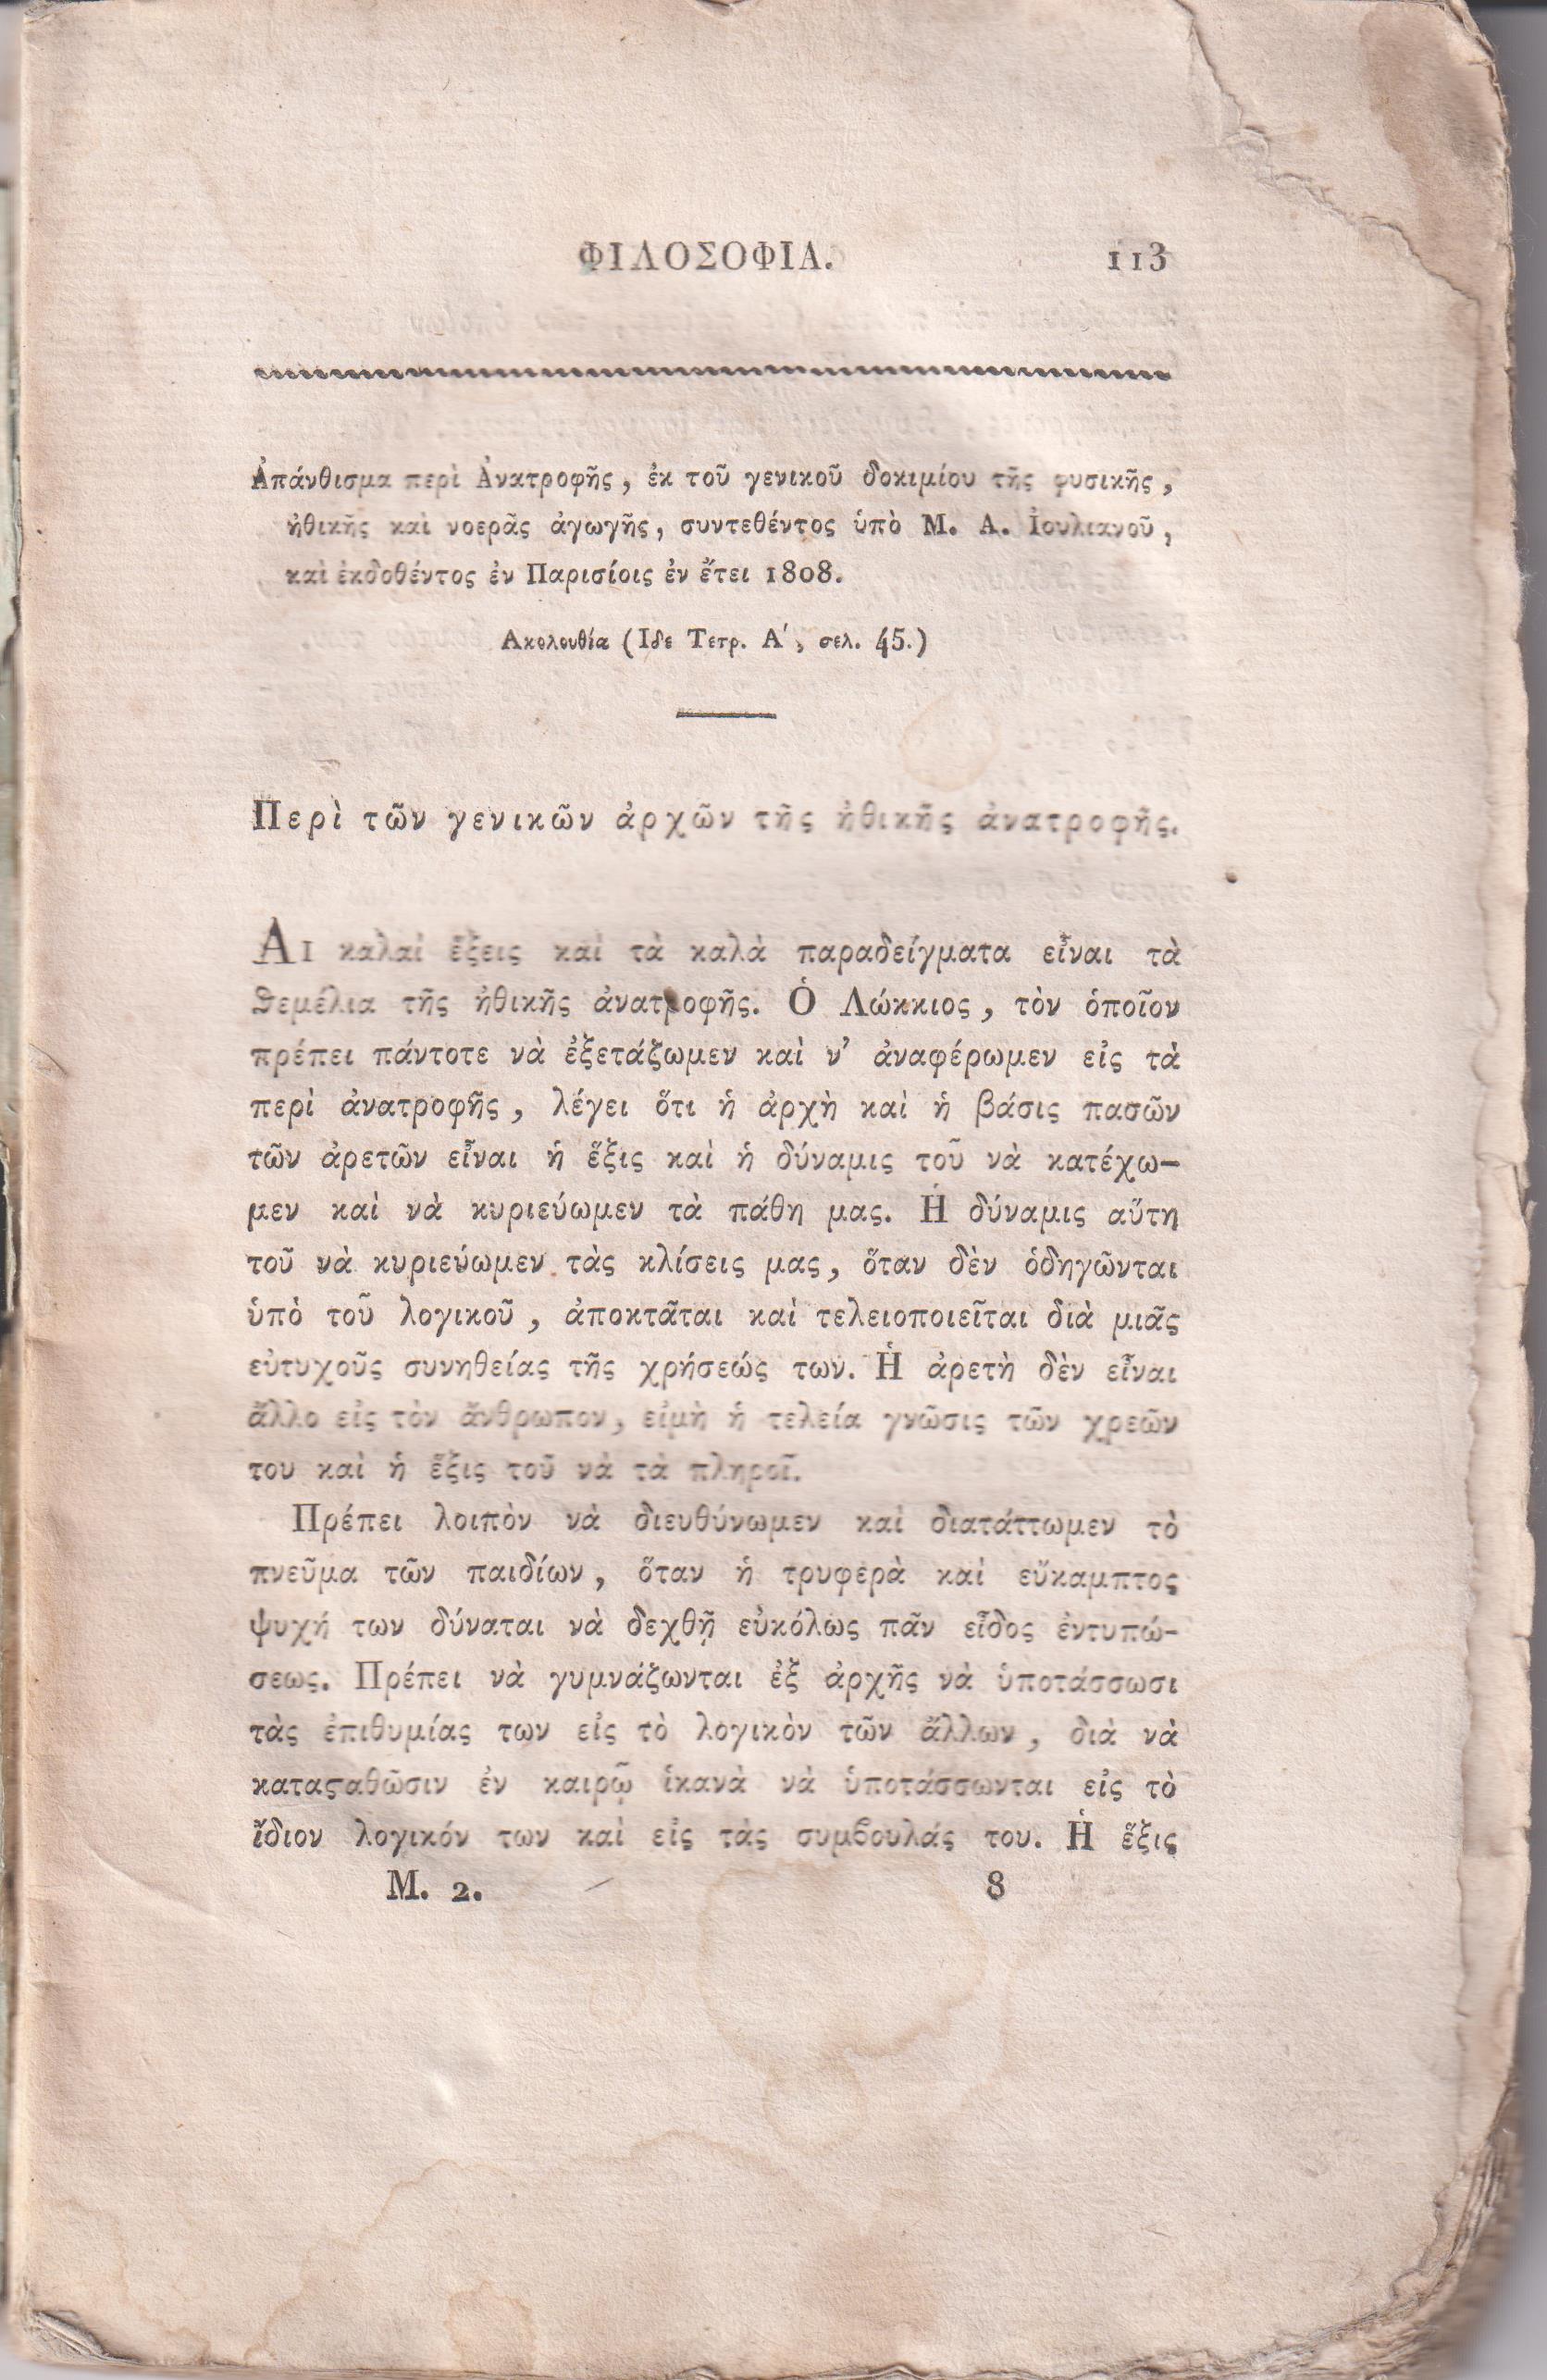 ΦΙΛΟΣΟΦΙΑ. 113
Ἀπάνθισμα περὶ Ἀνατροφῆς, ἐκ τοῦ γενικοῦ δοκιμίου τῆς φυσικῆς,
ἠθικῆς καὶ νοερᾶς ἀγωγῆς, συντεθέντος ὑπὸ Μ. Α. Ἰουλιανοῦ,
καὶ ἐκδοθέντος ἐν Παρισίοις ἐν ἔτει 1808.
Ακολουθία (Ιδε Τετρ. Α΄, σελ. 45.)
Περὶ τῶν γενικῶν ἀρχῶν τῆς ἠθικῆς ἀνατροφῆς.
ΑΙ καλαὶ ἕξεις καὶ τὰ καλὰ παραδείγματα εἶναι τὰ
ϑεμέλια τῆς ἠθικῆς ἀνατροφῆς. Ὁ Λώκκιος, τὸν ὁποῖον
πρέπει πάντοτε νὰ ἐξετάζωμεν καὶ ν’ ἀναφέρωμεν εἰς τὰ
περὶ ἀνατροφῆς, λέγει ὅτι ἡ ἀρχὴ καὶ ἡ βάσις πασῶν
τῶν ἀρετῶν εἶναι ἡ ἕξις καὶ ἡ δύναμις τοῦ νὰ κατέχω-
μεν καὶ νὰ κυριεύωμεν τὰ πάθη μας. Ἡ δύναμις αὕτη
τοῦ νὰ κυριεύωμεν τὰς κλίσεις μας, ὅταν δὲν ὁδηγῶνται
ὑπὸ τοῦ λογικοῦ, ἀποκτᾶται καὶ τελειοποιεῖται διὰ μιᾶς
εὐτυχοῦς συνηθείας τῆς χρήσεώς των. Ἡ ἀρετὴ δὲν εἶναι
ἄλλο εἰς τὸν ἄνθρωπον, εἰμὴ ἡ τελεία γνῶσις τῶν χρεῶν
του καὶ ἡ ἕξις τοῦ νὰ τὰ πληροῖ.
Πρέπει λοιπὸν νὰ διευθύνωμεν καὶ διατάττωμεν τὸ
πνεῦμα τῶν παιδίων, ὅταν ἡ τρυφερὰ καὶ εὔκαμπτος
ψυχή των δύναται νὰ δεχθῇ εὐκόλως πᾶν εἶδος ἐντυπώ-
σεως. Πρέπει νὰ γυμνάζωνται ἐξ ἀρχῆς νὰ ὑποτάσσωσι
τὰς ἐπιθυμίας των εἰς τὸ λογικὸν τῶν ἄλλων, διὰ νὰ
καταϛαθῶσιν ἐν καιρῷ ἱκανὰ νὰ ὑποτάσσωνται εἰς τὸ
ἴδιον λογικόν των καὶ εἰς τὰς συμϐουλάς του. Ἡ ἕξις
Μ. 2. 8